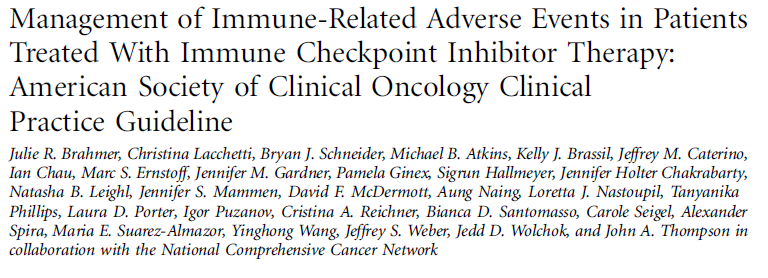 Management of Immune-Related Adverse Events in Patients
Treated With Immune Checkpoint Inhibitor Therapy:
American Society of Clinical Oncology Clinical
Practice Guideline
Julie R. Brahmer, Christina Lacchetti, Bryan J. Schneider, Michael B. Atkins, Kelly J. Brassil, Jeffrey M. Caterino,
Ian Chau, Marc S. Ernstoff, Jennifer M. Gardner, Pamela Ginex, Sigrun Hallmeyer, Jennifer Holter Chakrabarty,
Natasha B. Leighl, Jennifer S. Mammen, David F. McDermott, Aung Naing, Loretta J. Nastoupil, Tanyanika
Phillips, Laura D. Porter, Igor Puzanov, Cristina A. Reichner, Bianca D. Santomasso, Carole Seigel, Alexander
Spira, Maria E. Suarez-Almazor, Yinghong Wang, Jeffrey S. Weber, Jedd D. Wolchok, and John A. Thompson in
collaboration with the National Comprehensive Cancer Network